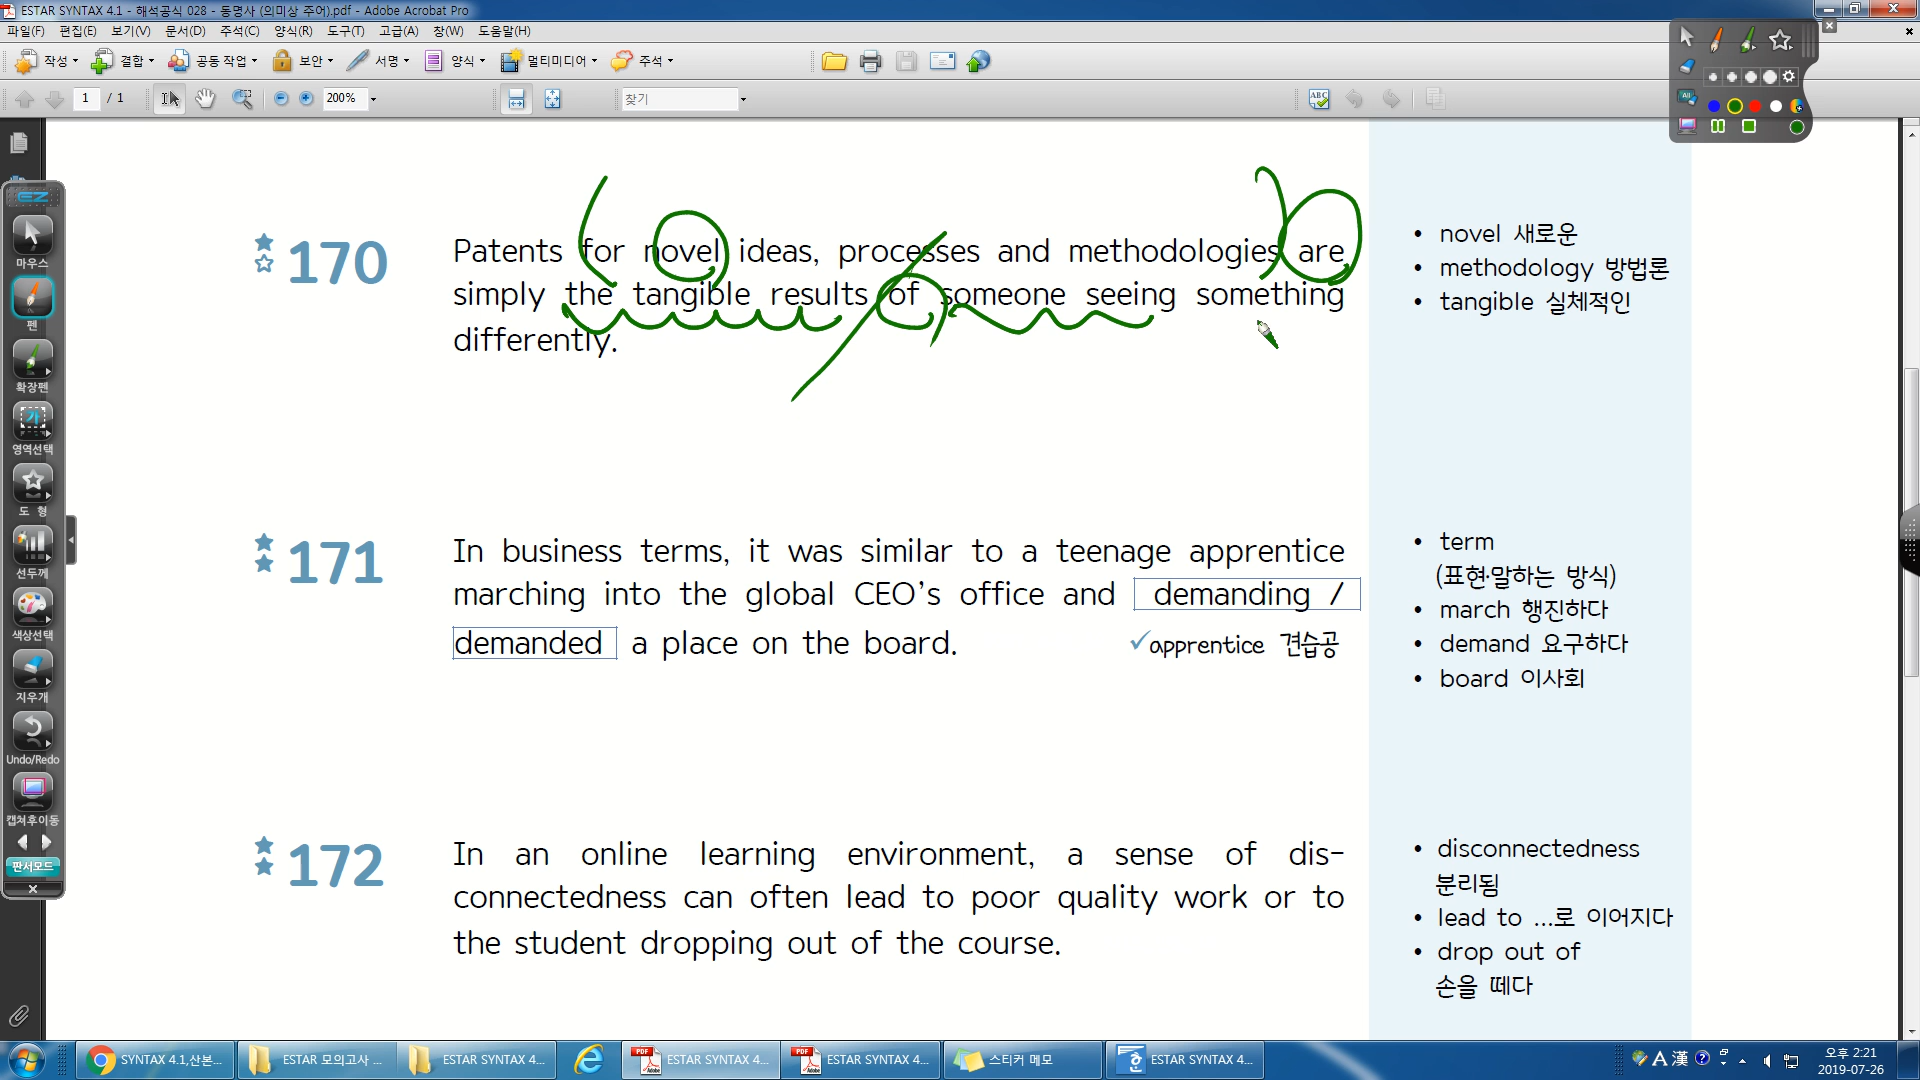 ESTAR SYNTAX 4.1 - 해석공식 028 - 동명사 (의미상 주어).pdf - Adobe Acrobat Pro
파일(F) 편집(E) 보기(V) 문서(D) 주석(C) 양식(R) 도구(T) 고급(A) 창(W) 도움말(H)
작성 결합 공동 작업 보안 서명 양식 멀티미디어 주석
1 / 1 200% 찾기
EZ
마우스
펜
확장펜
영역선택
도 형
선두께
색상선택
지우개
Undo/Redo
캡쳐후이동
판서모드
170
Patents for novel ideas, processes and methodologies are
simply the tangible results of someone seeing something
differently.
• novel 새로운
• methodology 방법론
• tangible 실체적인
171
In business terms, it was similar to a teenage apprentice
marching into the global CEO's office and demanding /
demanded a place on the board.
✓apprentice 견습공
• term
(표현·말하는 방식)
• march 행진하다
• demand 요구하다
• board 이사회
172
In an online learning environment, a sense of dis-
connectedness can often lead to poor quality work or to
the student dropping out of the course.
• disconnectedness
분리됨
• lead to ...로 이어지다
• drop out of
손을 떼다
SYNTAX 4.1,산본... ESTAR 모의고사 ... ESTAR SYNTAX 4... ESTAR SYNTAX 4... ESTAR SYNTAX 4... 스티커 메모 ESTAR SYNTAX 4...
A 漢
오후 2:21
2019-07-26